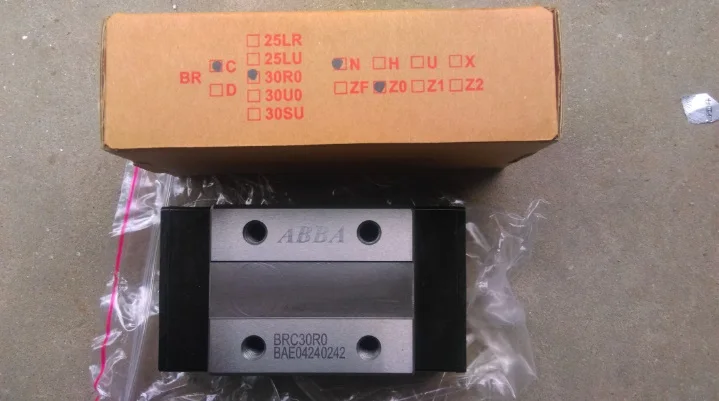 25LR
25LU
BR C 30R0 N H U X
D 30U0 ZF Z0 Z1 Z2
30SU
ABBA
BRC30R0
BAE04240242